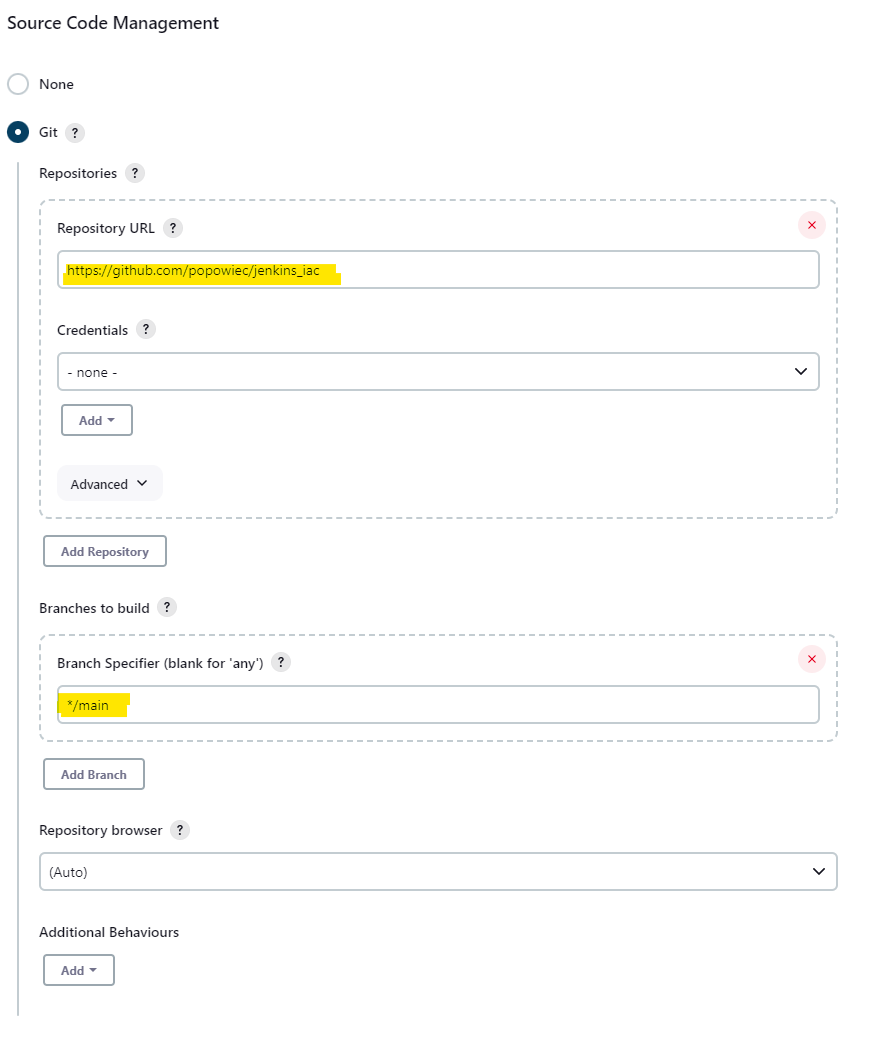 Source Code Management
None
Git ?
Repositories ?
Repository URL ?
https://github.com/popowiec/jenkins_iac
Credentials ?
- none -
Add
Advanced
Add Repository
Branches to build ?
Branch Specifier (blank for 'any') ?
*/main
Add Branch
Repository browser ?
(Auto)
Additional Behaviours
Add